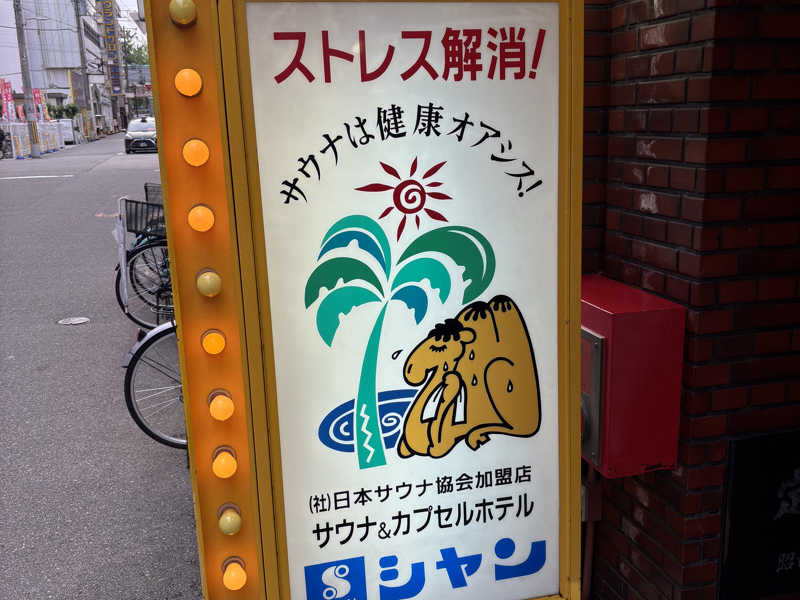 ストレス解消!
サウナは健康オアシス!
(社)日本サウナ協会加盟店
サウナ&カプセルホテル
シャン